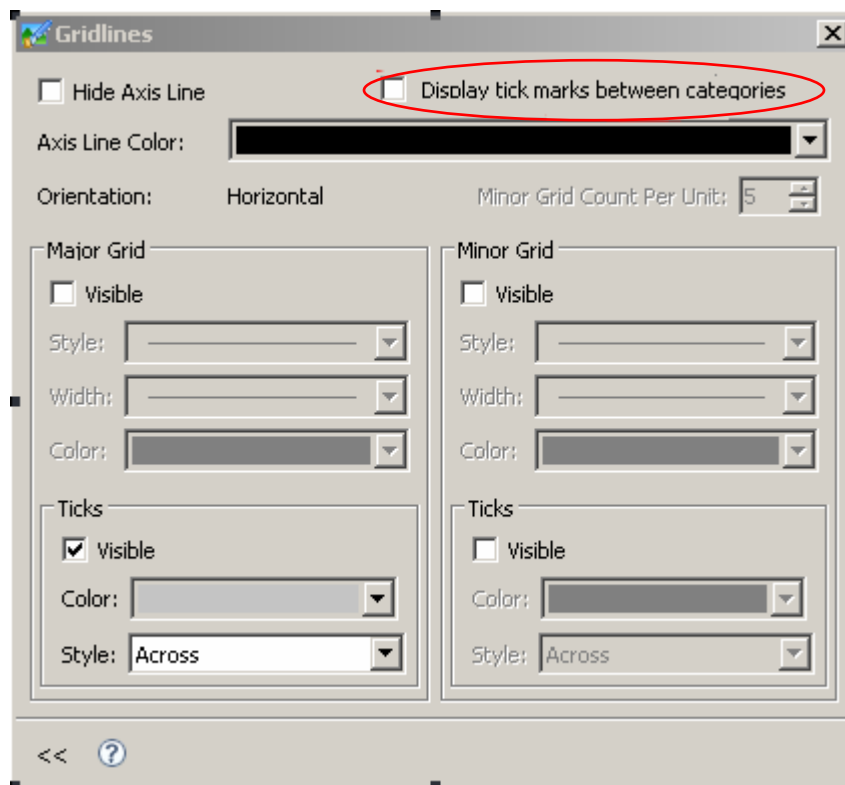 Gridlines
Hide Axis Line
Display tick marks between categories
Axis Line Color:
Orientation: Horizontal
Minor Grid Count Per Unit: 5
Major Grid
Visible
Style:
Width:
Color:
Ticks
Visible
Color:
Style: Across
Minor Grid
Visible
Style:
Width:
Color:
Ticks
Visible
Color:
Style: Across
<<
?